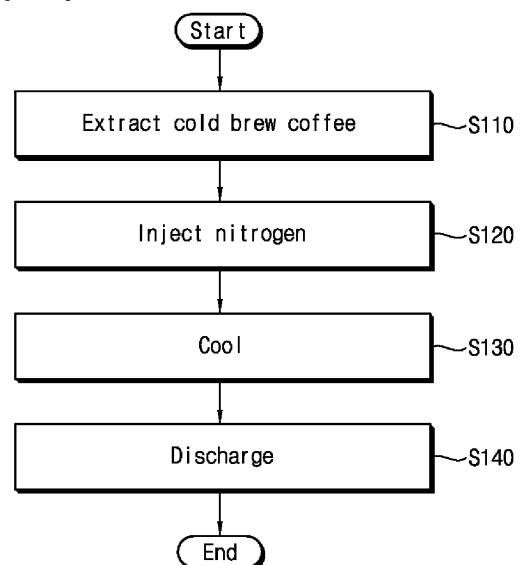 Start
Extract cold brew coffee
S110
Inject nitrogen
S120
Cool
S130
Discharge
S140
End